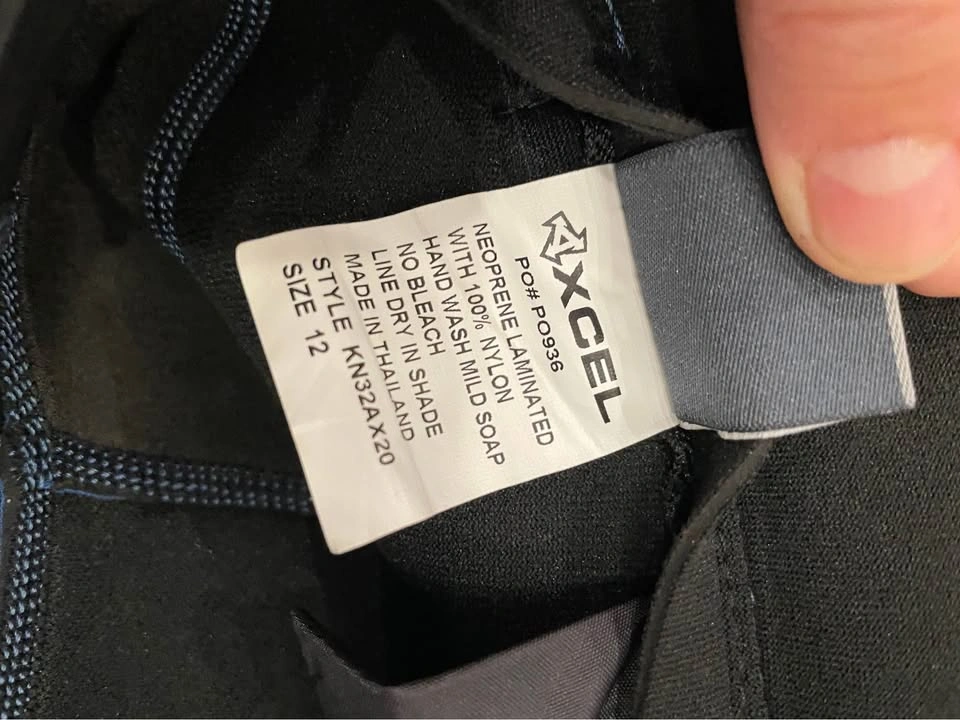 XCEL
PO# PO936
NEOPRENE LAMINATED
WITH 100% NYLON
HAND WASH MILD SOAP
NO BLEACH
LINE DRY IN SHADE
MADE IN THAILAND
STYLE KN32AX20
SIZE 12